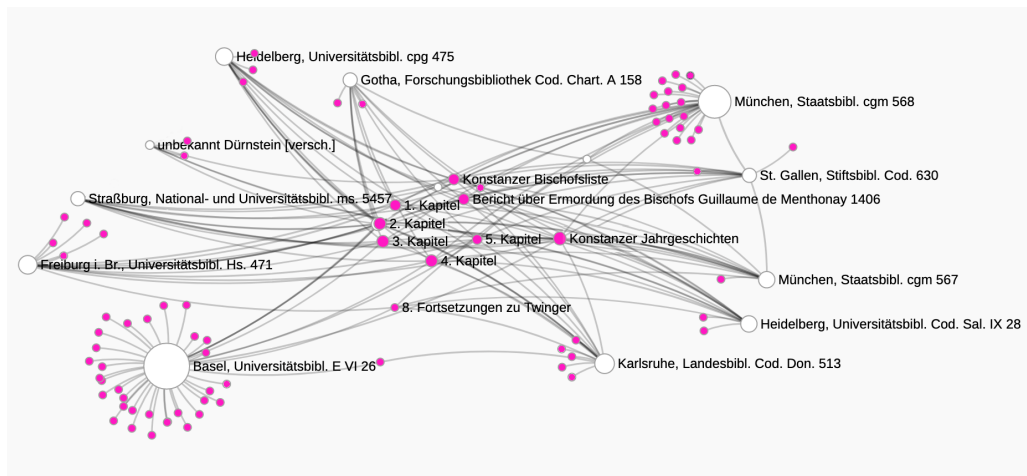 Heidelberg, Universitätsbibl. cpg 475
Gotha, Forschungsbibliothek Cod. Chart. A 158
München, Staatsbibl. cgm 568
unbekannt Dürnstein [versch.]
St. Gallen, Stiftsbibl. Cod. 630
Konstanzer Bischofsliste
Straßburg, National- und Universitätsbibl. ms. 5457
Bericht über Ermordung des Bischofs Guillaume de Menthonay 1406
1. Kapitel
2. Kapitel
3. Kapitel
5. Kapitel
Konstanzer Jahrgeschichten
4. Kapitel
Freiburg i. Br., Universitätsbibl. Hs. 471
München, Staatsbibl. cgm 567
8. Fortsetzungen zu Twinger
Heidelberg, Universitätsbibl. Cod. Sal. IX 28
Basel, Universitätsbibl. E VI 26
Karlsruhe, Landesbibl. Cod. Don. 513